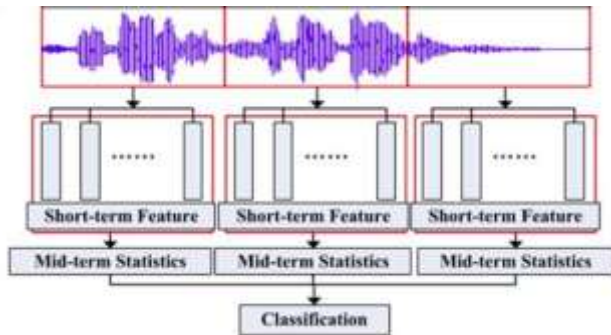 ...... ...... ......
Short-term Feature Short-term Feature Short-term Feature
Mid-term Statistics Mid-term Statistics Mid-term Statistics
Classification